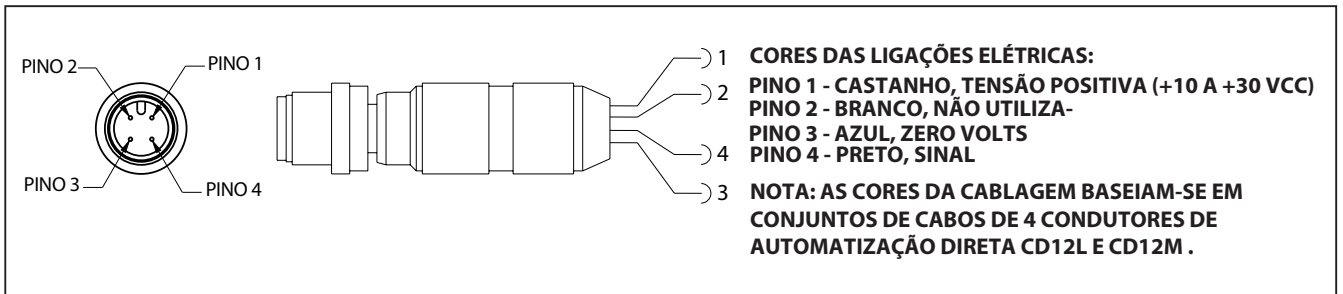 PINO 2
PINO 1
PINO 3
PINO 4
1
2
4
3
CORES DAS LIGAÇÕES ELÉTRICAS:
PINO 1 - CASTANHO, TENSÃO POSITIVA (+10 A +30 VCC)
PINO 2 - BRANCO, NÃO UTILIZA-
PINO 3 - AZUL, ZERO VOLTS
PINO 4 - PRETO, SINAL
NOTA: AS CORES DA CABLAGEM BASEIAM-SE EM
CONJUNTOS DE CABOS DE 4 CONDUTORES DE
AUTOMATIZAÇÃO DIRETA CD12L E CD12M .